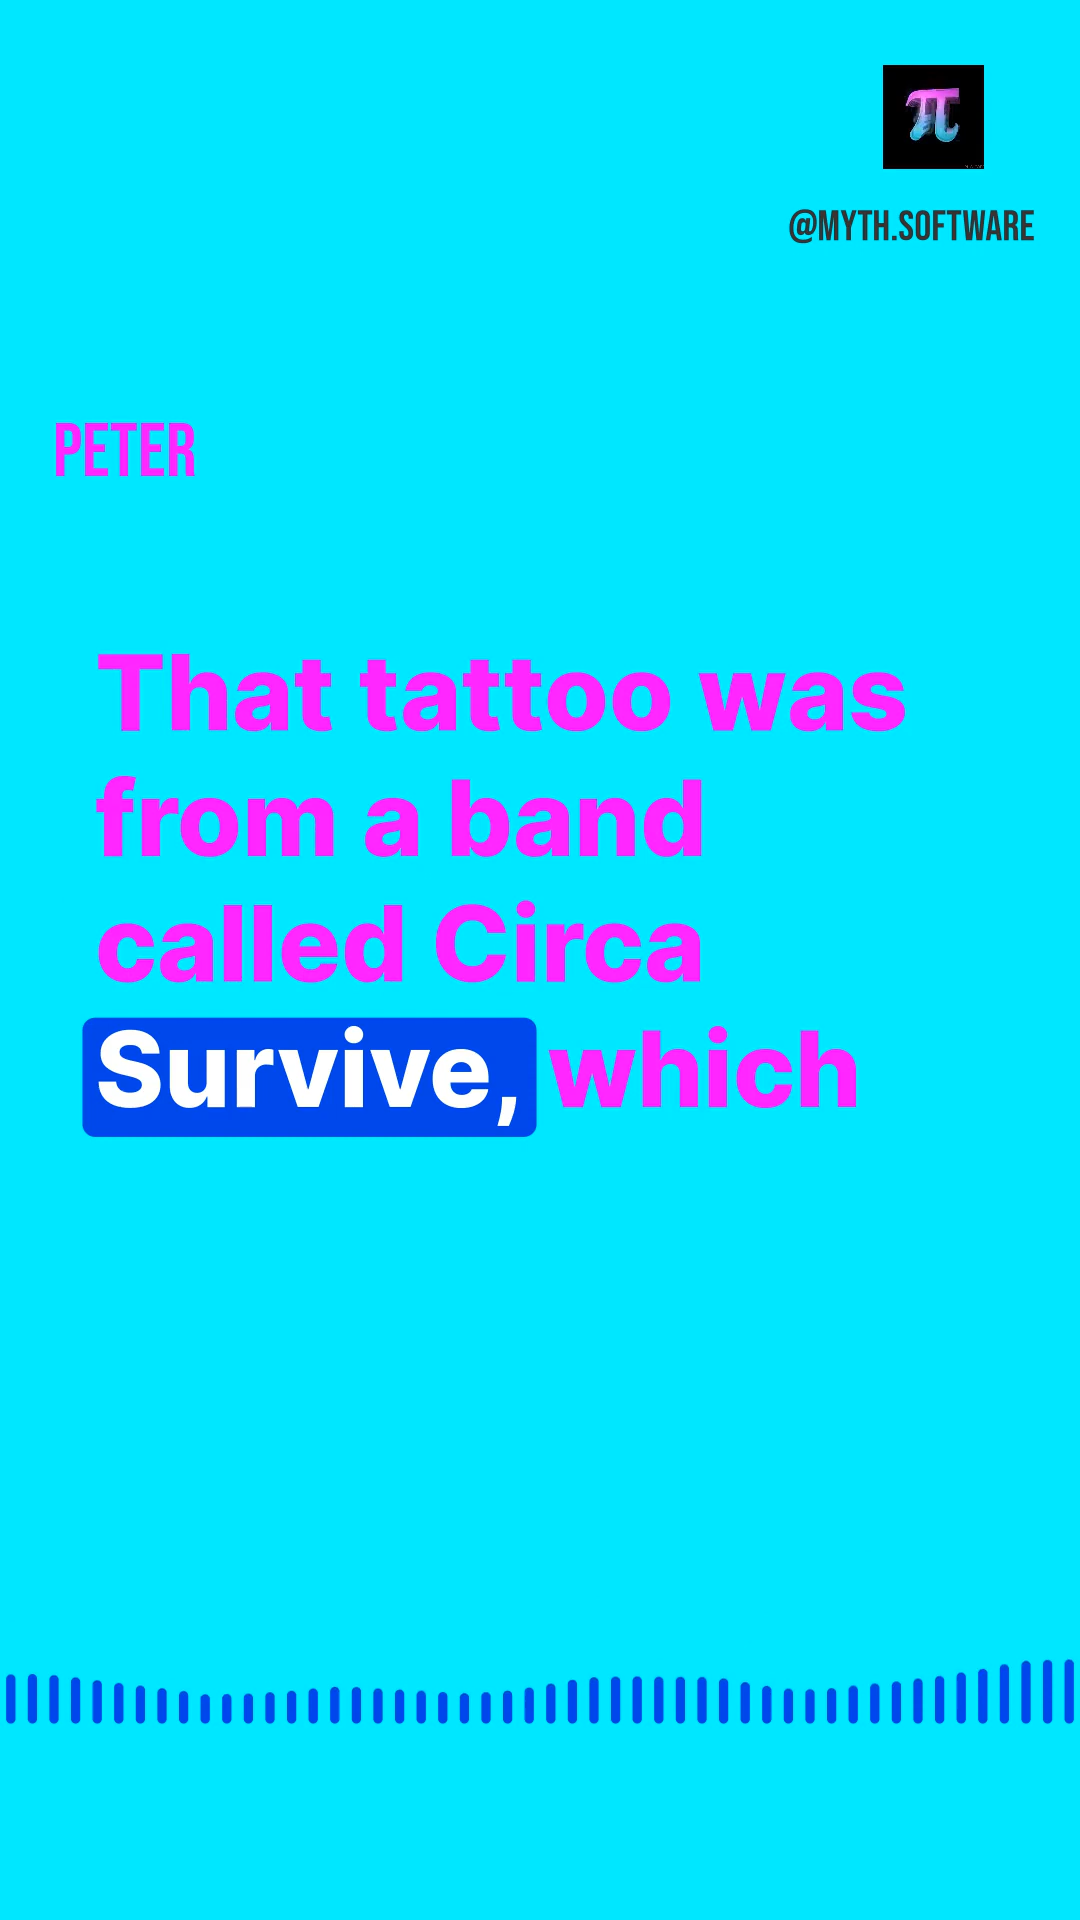 π
@MYTH.SOFTWARE
PETER
That tattoo was
from a band
called Circa
Survive, which